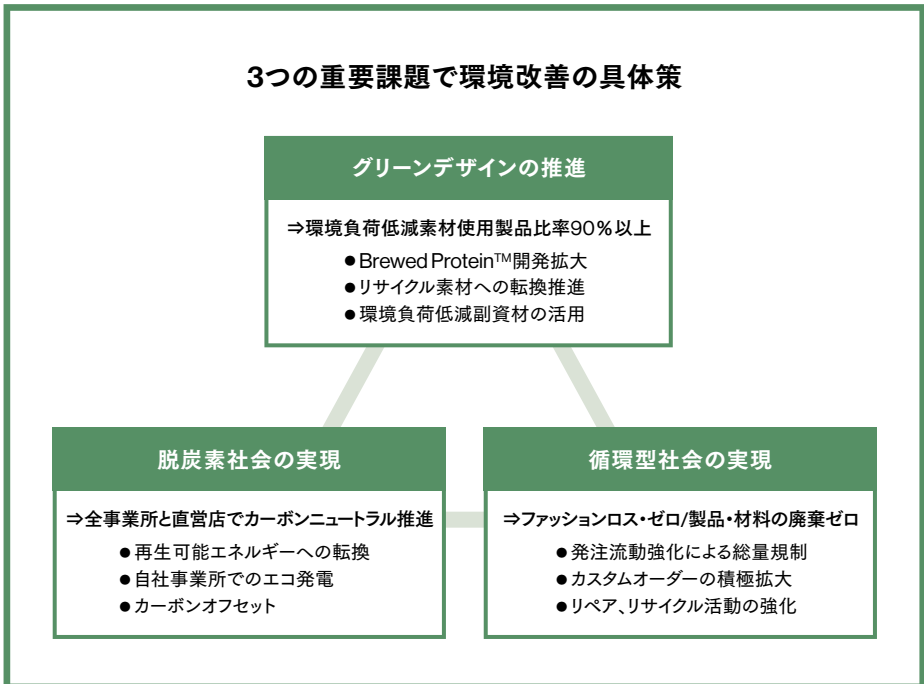 3つの重要課題で環境改善の具体策
グリーンデザインの推進
⇒環境負荷低減素材使用製品比率90%以上
●Brewed Protein™開発拡大
●リサイクル素材への転換推進
●環境負荷低減副資材の活用
脱炭素社会の実現
⇒全事業所と直営店でカーボンニュートラル推進
●再生可能エネルギーへの転換
●自社事業所でのエコ発電
●カーボンオフセット
循環型社会の実現
⇒ファッションロス・ゼロ/製品・材料の廃棄ゼロ
●発注流動強化による総量規制
●カスタムオーダーの積極拡大
●リペア、リサイクル活動の強化